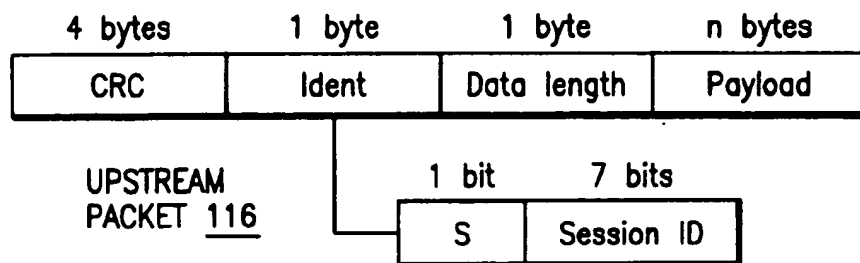 4 bytes 1 byte 1 byte n bytes
CRC Ident Data length Payload
UPSTREAM
PACKET 116
1 bit 7 bits
S Session ID